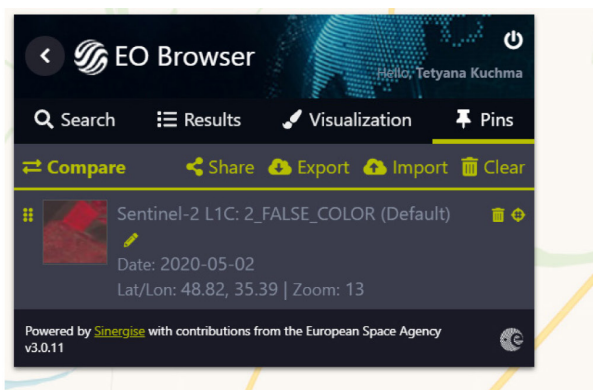 EO Browser
Hello, Tetyana Kuchma
Search Results Visualization Pins
Compare Share Export Import Clear
Sentinel-2 L1C: 2_FALSE_COLOR (Default)
Date: 2020-05-02
Lat/Lon: 48.82, 35.39 | Zoom: 13
Powered by Sinergise with contributions from the European Space Agency
v3.0.11